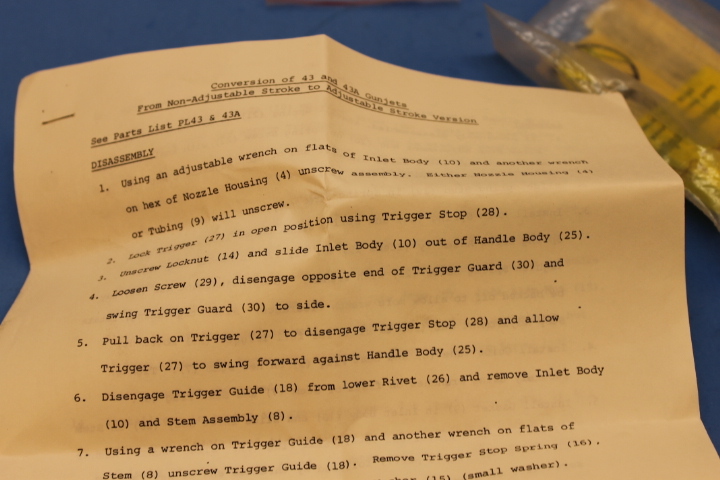 Conversion of 43 and 43A Gunjets
From Non-Adjustable Stroke to Adjustable Stroke Version
See Parts List PL43 & 43A
DISASSEMBLY
1. Using an adjustable wrench on flats of Inlet Body (10) and another wrench
on hex of Nozzle Housing (4) unscrew assembly. Either Nozzle Housing (4)
or Tubing (9) will unscrew.
2. Lock Trigger (27) in open position using Trigger Stop (28).
3. Unscrew Locknut (14) and slide Inlet Body (10) out of Handle Body (25).
4. Loosen Screw (29), disengage opposite end of Trigger Guard (30) and
swing Trigger Guard (30) to side.
5. Pull back on Trigger (27) to disengage Trigger Stop (28) and allow
Trigger (27) to swing forward against Handle Body (25).
6. Disengage Trigger Guide (18) from lower Rivet (26) and remove Inlet Body
(10) and Stem Assembly (8).
7. Using a wrench on Trigger Guide (18) and another wrench on flats of
Stem (8) unscrew Trigger Guide (18). Remove Trigger Stop Spring (16),
(15) (small washer).